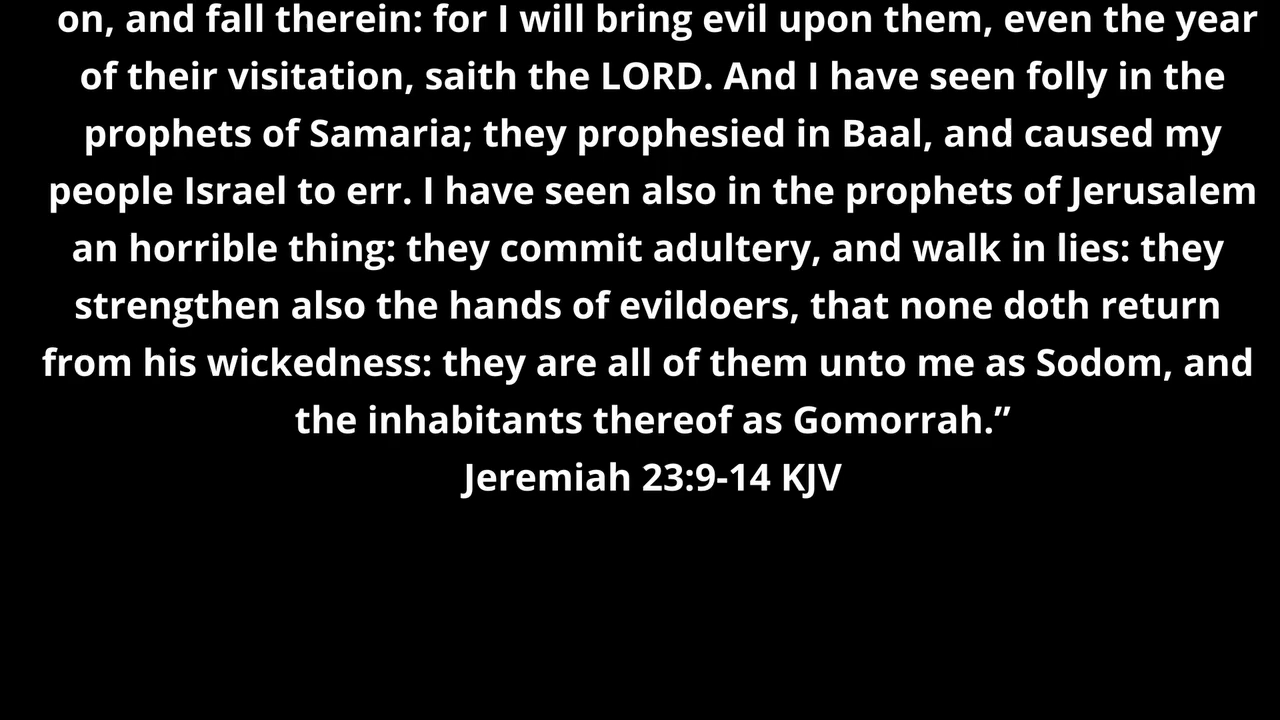 on, and fall therein: for I will bring evil upon them, even the year
of their visitation, saith the LORD. And I have seen folly in the
prophets of Samaria; they prophesied in Baal, and caused my
people Israel to err. I have seen also in the prophets of Jerusalem
an horrible thing: they commit adultery, and walk in lies: they
strengthen also the hands of evildoers, that none doth return
from his wickedness: they are all of them unto me as Sodom, and
the inhabitants thereof as Gomorrah.”
Jeremiah 23:9-14 KJV